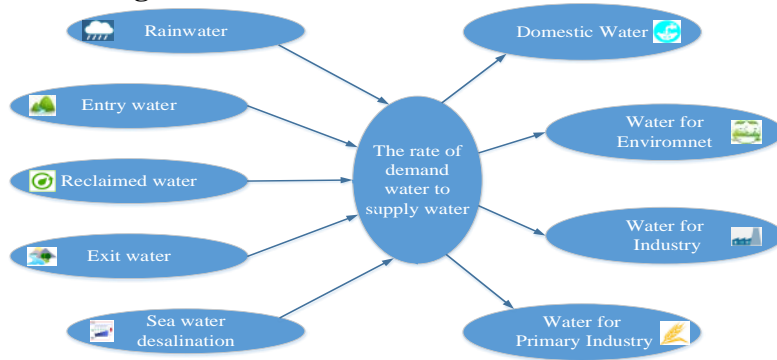 Rainwater
Entry water
Reclaimed water
Exit water
Sea water
desalination
The rate of
demand
water to
supply water
Domestic Water
Water for
Enviromnet
Water for
Industry
Water for
Primary Industry